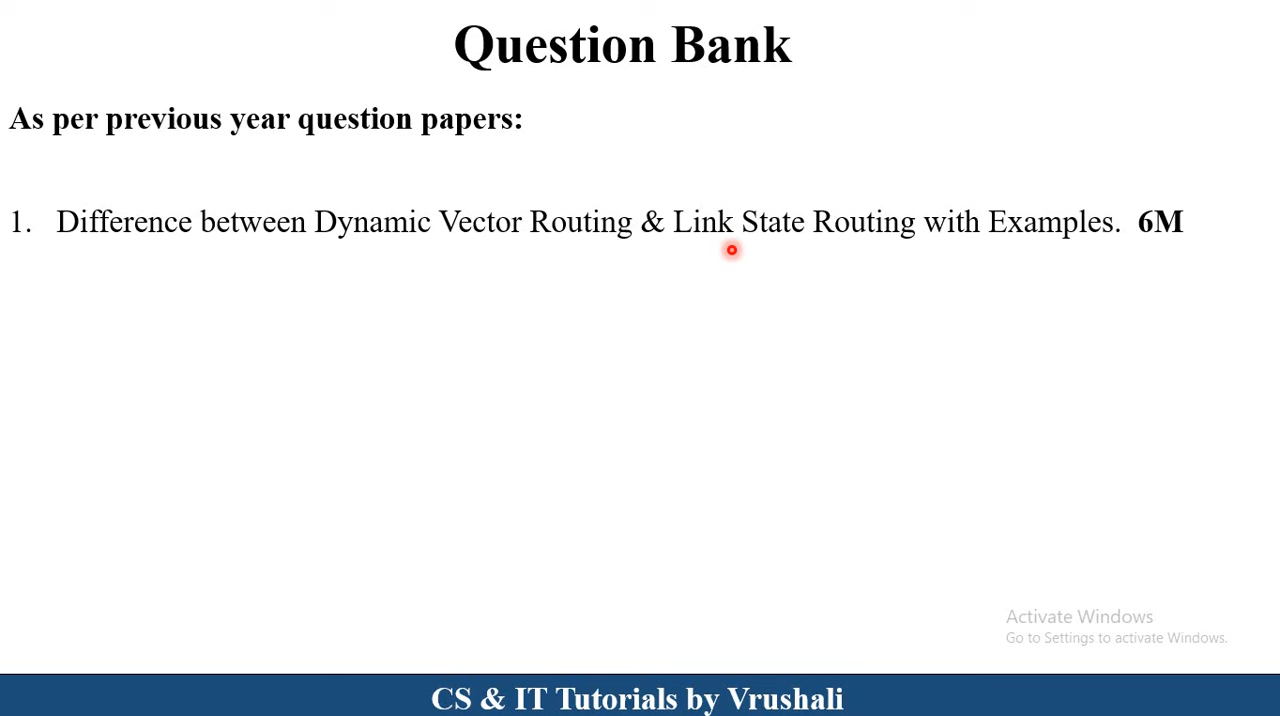 Question Bank
As per previous year question papers:
1. Difference between Dynamic Vector Routing & Link State Routing with Examples. 6M
Activate Windows
Go to Settings to activate Windows.
CS & IT Tutorials by Vrushali